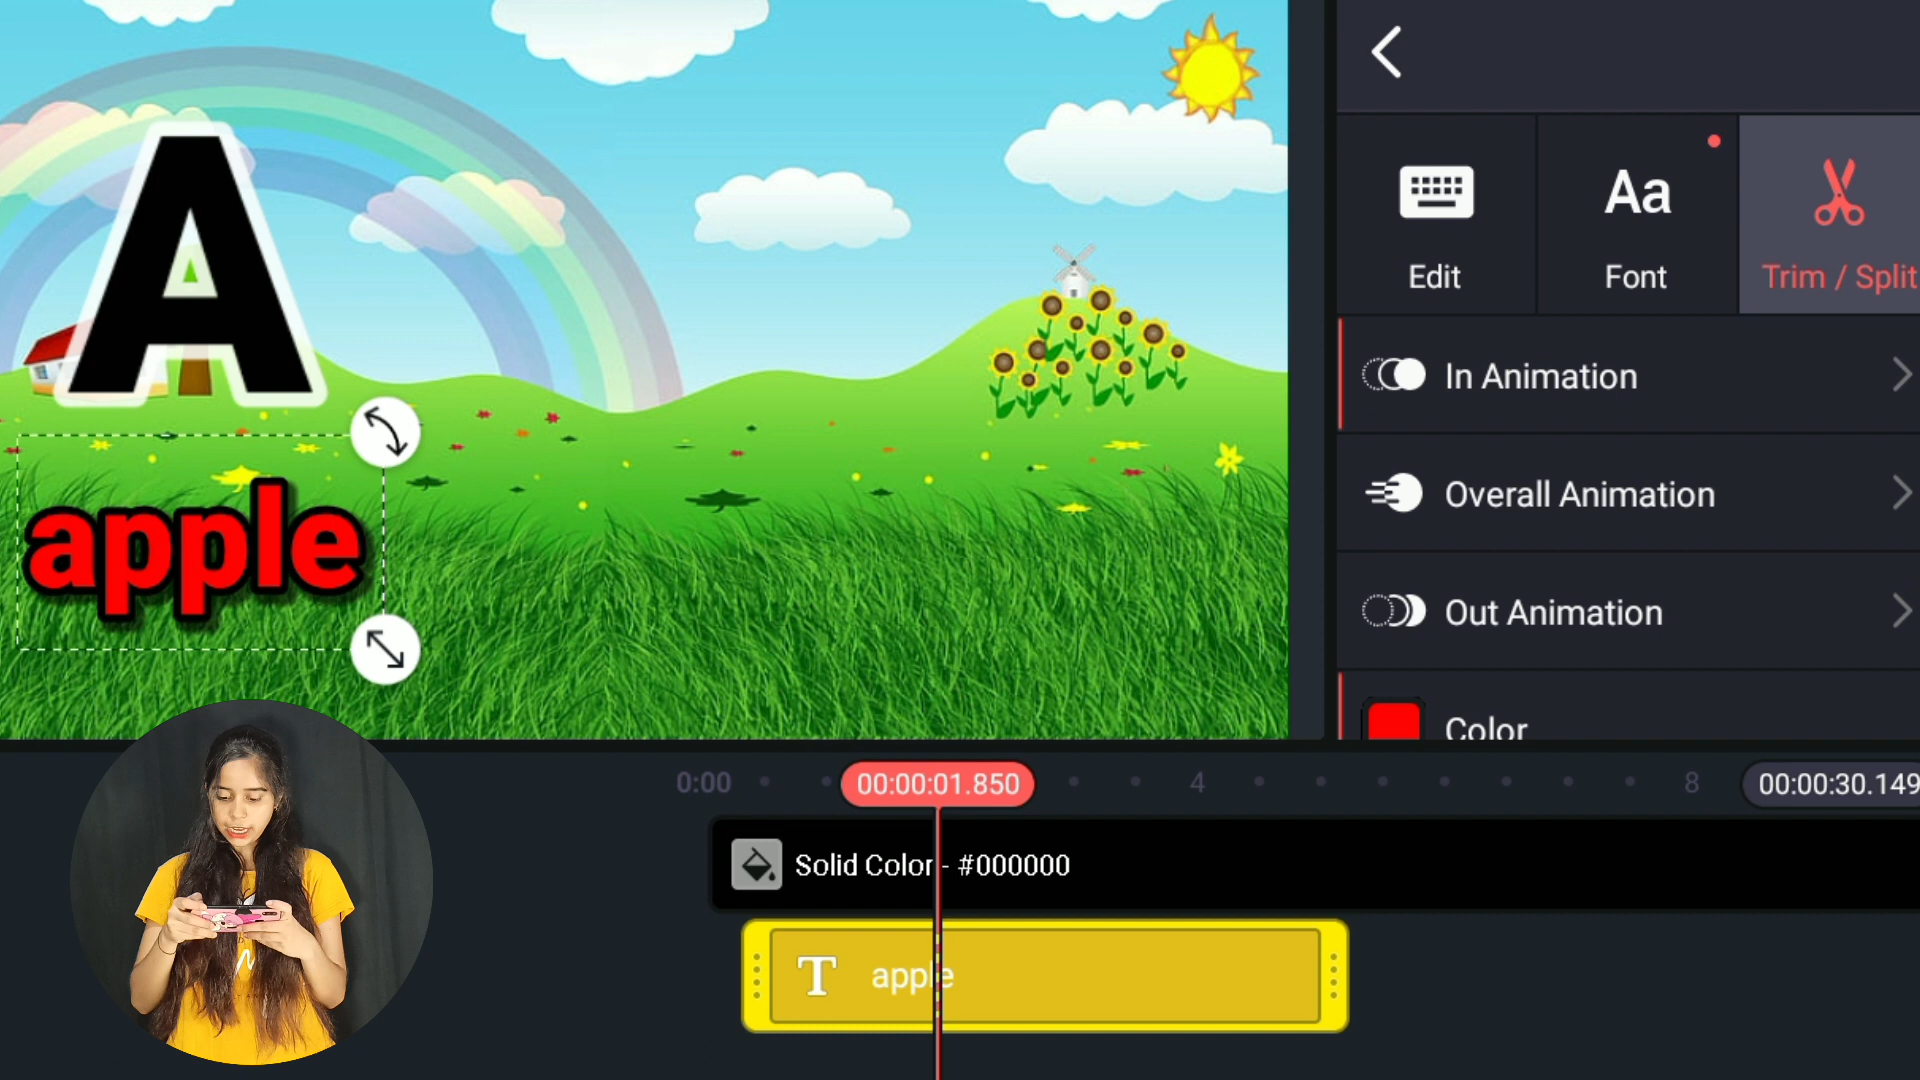 A
apple
Edit
Font
Aa
Trim / Split
In Animation
Overall Animation
Out Animation
Color
0:00
00:00:01.850
4
8
00:00:30.149
Solid Color - #000000
T apple